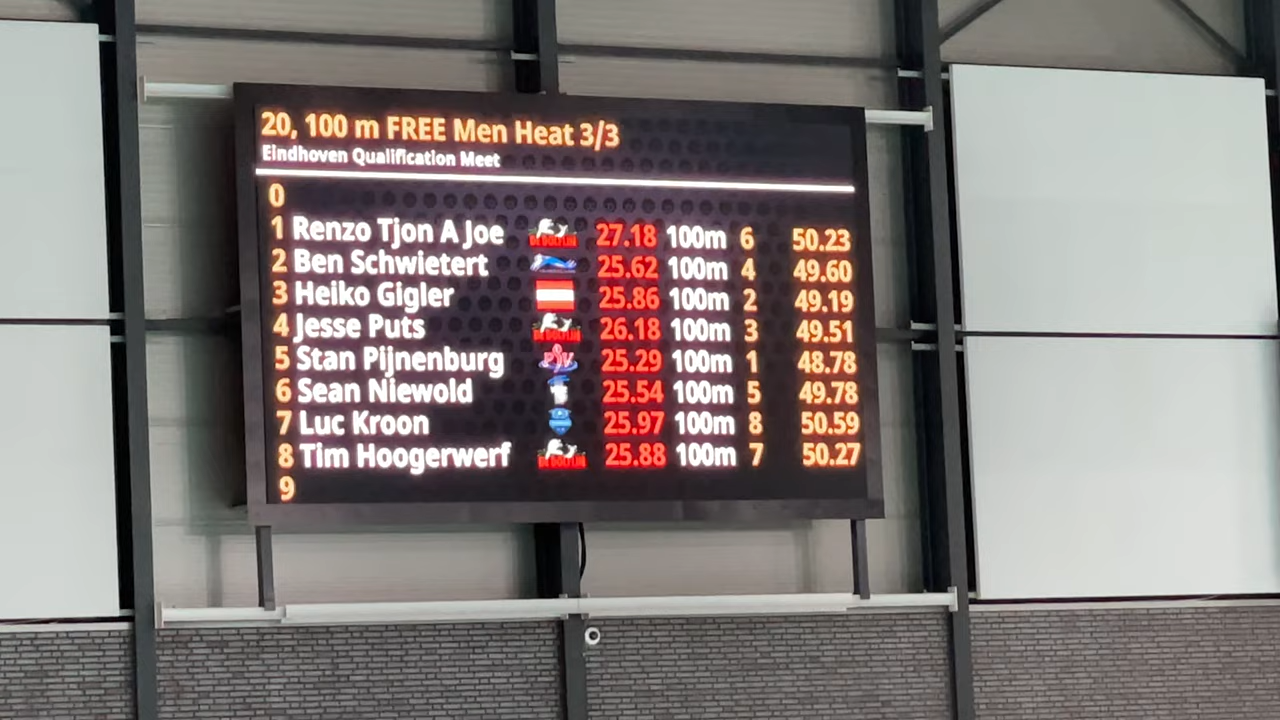 20, 100 m FREE Men Heat 3/3
Eindhoven Qualification Meet
0
1 Renzo Tjon A Joe 27.18 100m 6 50.23
2 Ben Schwietert 25.62 100m 4 49.60
3 Heiko Gigler 25.86 100m 2 49.19
4 Jesse Puts 26.18 100m 3 49.51
5 Stan Pijnenburg PSV 25.29 100m 1 48.78
6 Sean Niewold 25.54 100m 5 49.78
7 Luc Kroon 25.97 100m 8 50.59
8 Tim Hoogerwerf 25.88 100m 7 50.27
9